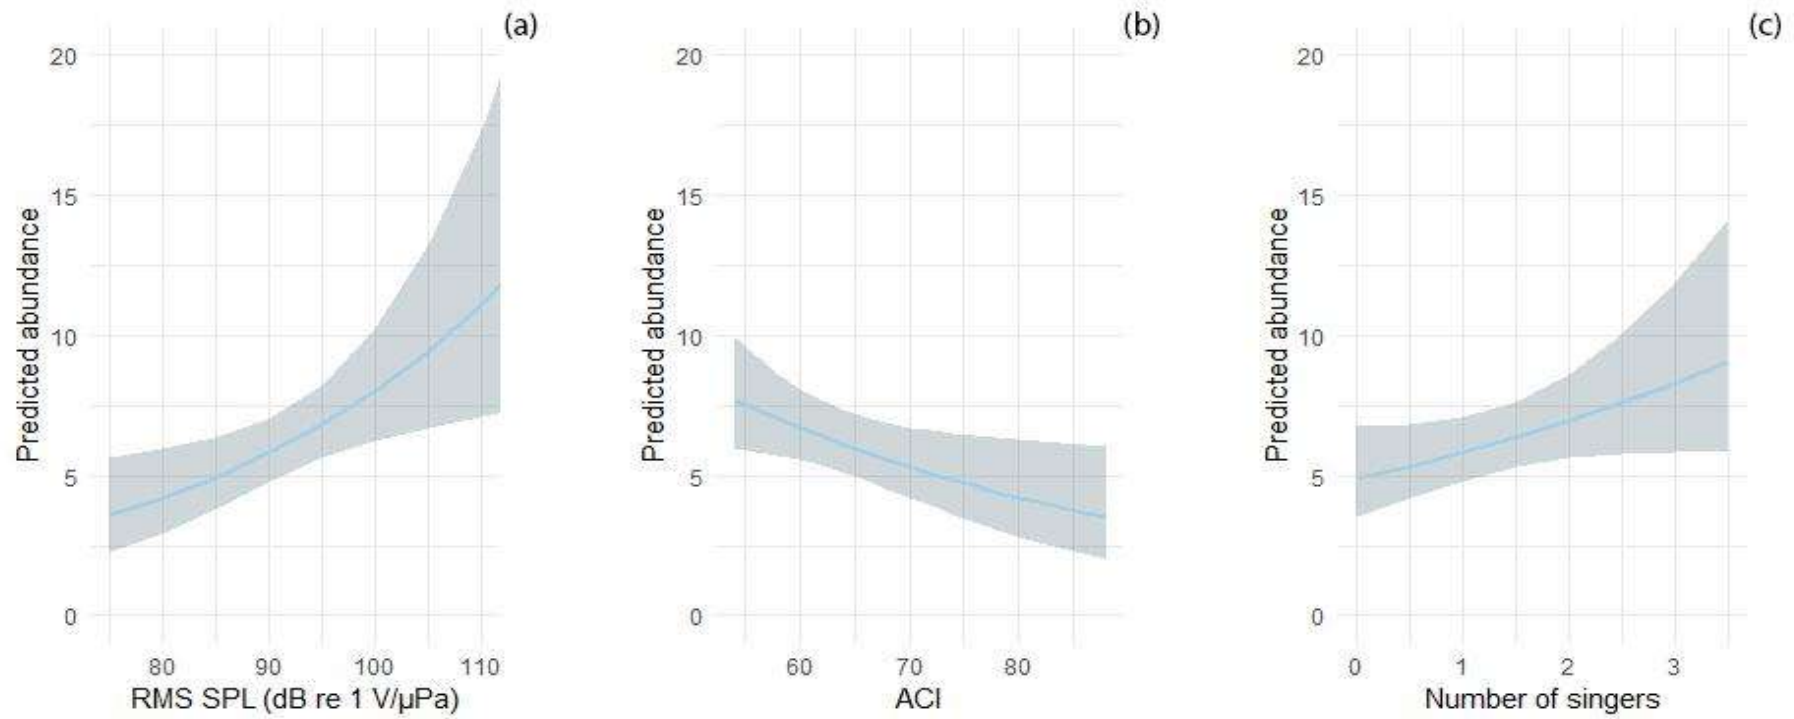 (a)
20
15
10
5
0
Predicted abundance
80 90 100 110
RMS SPL (dB re 1 V/µPa)
(b)
20
15
10
5
0
Predicted abundance
60 70 80
ACI
(c)
20
15
10
5
0
Predicted abundance
0 1 2 3
Number of singers